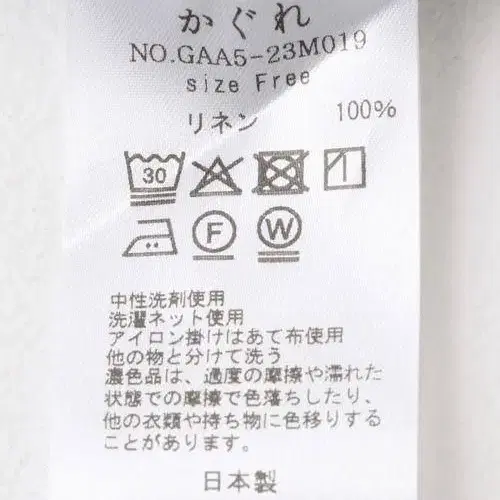 かぐれ
NO.GAA5-23M019
size Free
リネン 100%
30
F W
中性洗剤使用
洗濯ネット使用
アイロン掛けはあて布使用
他の物と分けて洗う
濃色品は、過度の摩擦や濡れた
状態での摩擦で色落ちしたり、
他の衣類や持ち物に色移りする
ことがあります。
日本製